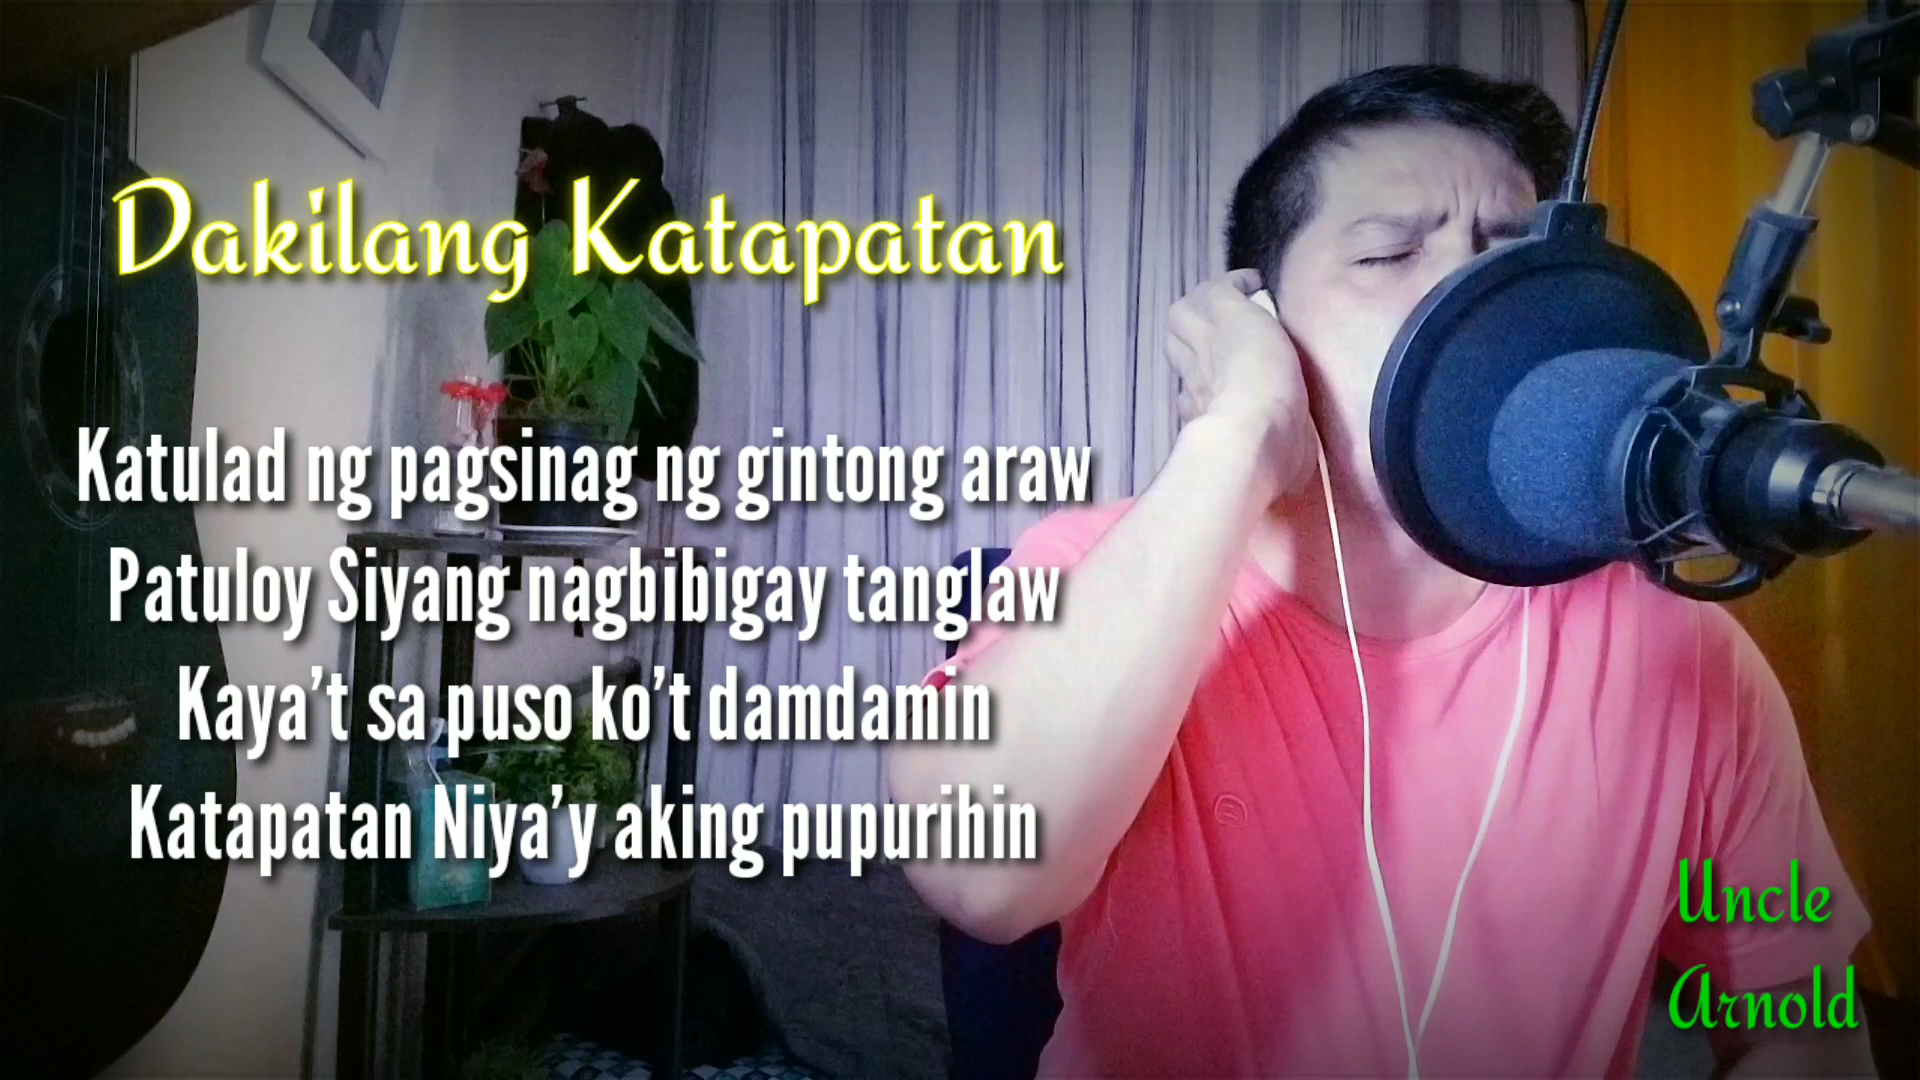 Dakilang Katapatan
Katulad ng pagsinag ng gintong araw
Patuloy Siyang nagbibigay tanglaw
Kaya't sa puso ko't damdamin
Katapatan Niya'y aking pupurihin
Uncle
Arnold